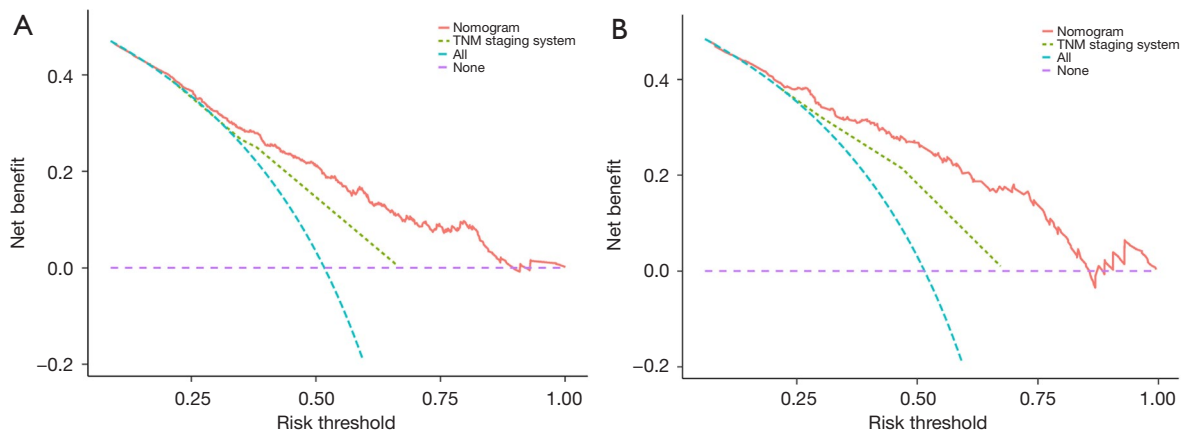 A
Nomogram
TNM staging system
All
None
0.4
0.2
0.0
−0.2
Net benefit
0.25
0.50
0.75
1.00
Risk threshold
B
Nomogram
TNM staging system
All
None
0.4
0.2
0.0
−0.2
Net benefit
0.25
0.50
0.75
1.00
Risk threshold